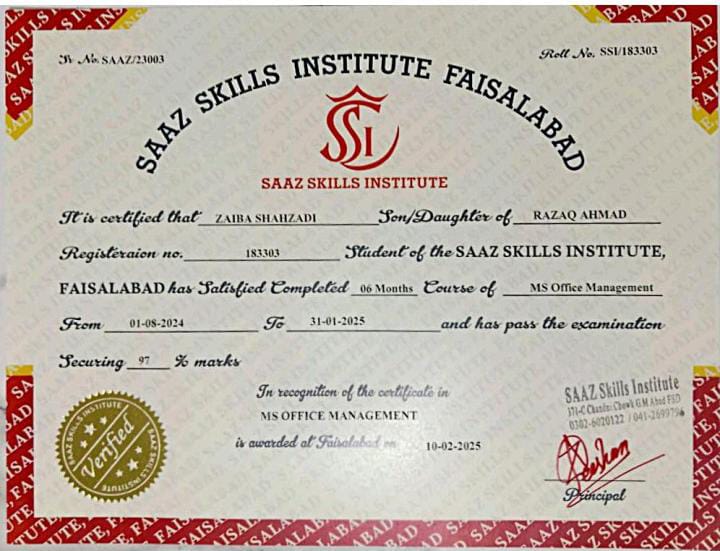 Sr No. SAAZ/23003
Roll No. SSI/183303
SAAZ SKILLS INSTITUTE FAISALABAD
SSI
SAAZ SKILLS INSTITUTE
It is certified that ZAIBA SHAHZADI Son/Daughter of RAZAQ AHMAD
Registeraion no. 183303 Student of the SAAZ SKILLS INSTITUTE,
FAISALABAD has Satisfied Completed 06 Months Course of MS Office Management
From 01-08-2024 To 31-01-2025 and has pass the examination
Securing 97 % marks
In recognition of the certificate in
MS OFFICE MANAGEMENT
is awarded at Faisalabad on 10-02-2025
SAAZ SKILLS INSTITUTE
Verified
SAAZ SKILLS INSTITUTE
SAAZ Skills Institute
371-C Chandni Chowk G.M Abad FSD
0302-6020122 / 041-2699796
Principal